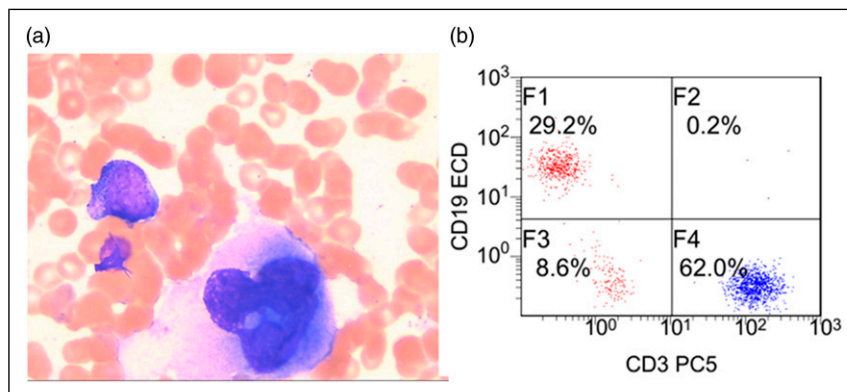 (a)
(b)
CD19 ECD
10³
10²
10¹
10⁰
F1
29.2%
F2
0.2%
F3
8.6%
F4
62.0%
10⁰ 10¹ 10² 10³
CD3 PC5